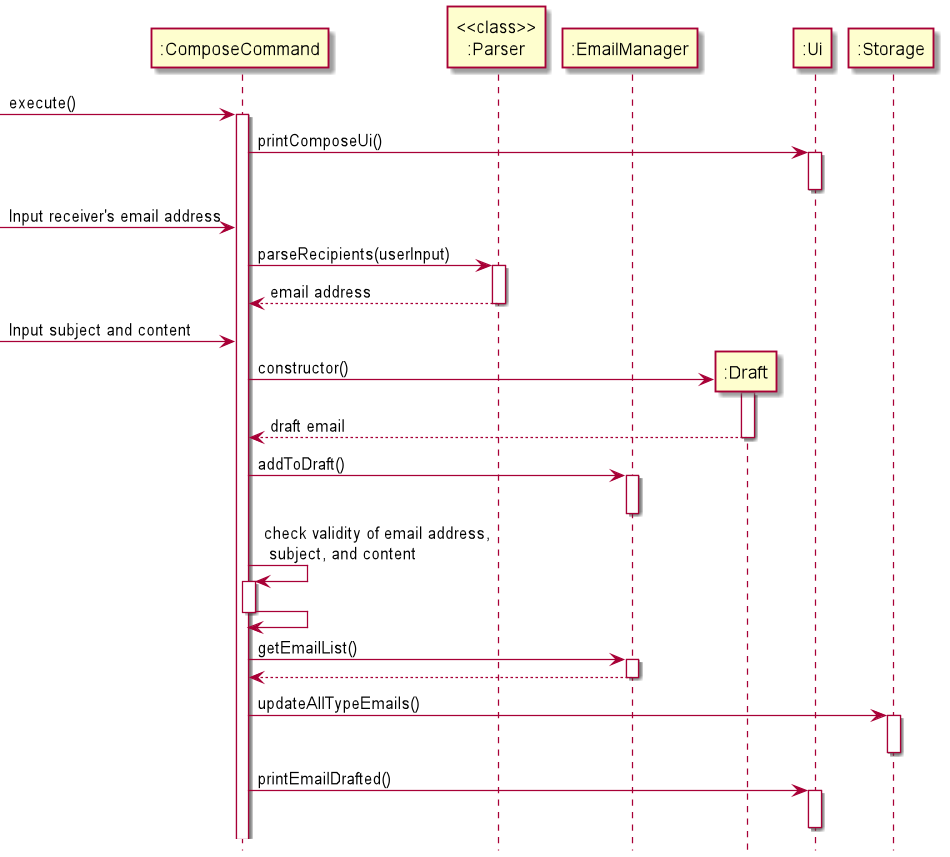 <<class>>
:ComposeCommand
:Parser
:EmailManager
:Ui
:Storage
execute()
printComposeUi()
Input receiver's email address
parseRecipients(userInput)
email address
Input subject and content
constructor()
:Draft
draft email
addToDraft()
check validity of email address,
subject, and content
getEmailList()
updateAllTypeEmails()
printEmailDrafted()